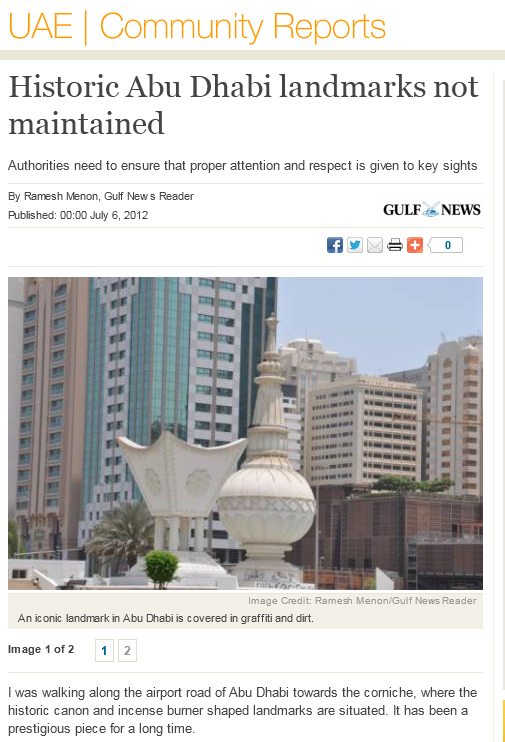 UAE | Community Reports
Historic Abu Dhabi landmarks not
maintained
Authorities need to ensure that proper attention and respect is given to key sights
By Ramesh Menon, Gulf News Reader
Published: 00:00 July 6, 2012
GULF NEWS
0
Image Credit: Ramesh Menon/Gulf News Reader
An iconic landmark in Abu Dhabi is covered in graffiti and dirt.
Image 1 of 2
1 2
I was walking along the airport road of Abu Dhabi towards the corniche, where the
historic canon and incense burner shaped landmarks are situated. It has been a
prestigious piece for a long time.